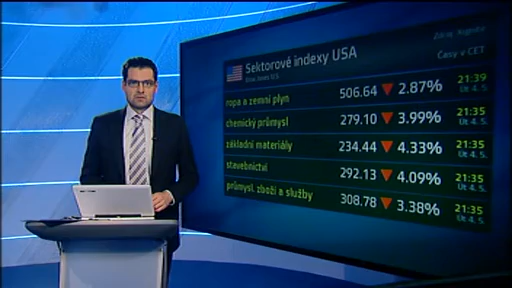 Zdroj: Kognito
Sektorové indexy USA
Časy v CET
ropa a zemní plyn 506.64 2.87% 21:39 Út 4. 5.
chemický průmysl 279.10 3.99% 21:35 Út 4. 5.
základní materiály 234.44 4.33% 21:35 Út 4. 5.
stavebnictví 292.13 4.09% 21:35 Út 4. 5.
průmysl. zboží a služby 308.78 3.38% 21:35 Út 4. 5.